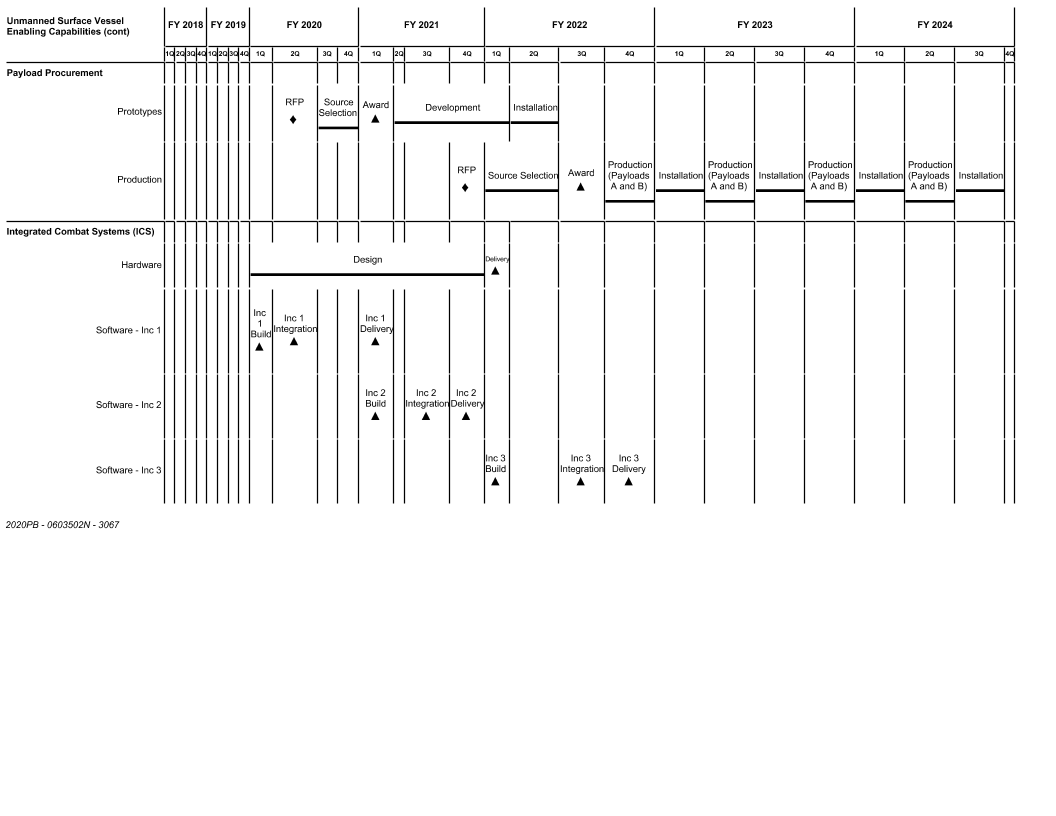 Unmanned Surface Vessel
Enabling Capabilities (cont)
FY 2018 FY 2019 FY 2020 FY 2021 FY 2022 FY 2023 FY 2024
1Q 2Q 3Q 4Q 1Q 2Q 3Q 4Q 1Q 2Q 3Q 4Q 1Q 2Q 3Q 4Q 1Q 2Q 3Q 4Q 1Q 2Q 3Q 4Q 1Q 2Q 3Q 4Q
Payload Procurement
Prototypes
RFP
Source
Selection
Award
Development
Installation
Production
RFP
Source Selection
Award
Production
(Payloads
A and B)
Installation
Production
(Payloads
A and B)
Installation
Production
(Payloads
A and B)
Installation
Production
(Payloads
A and B)
Installation
Integrated Combat Systems (ICS)
Hardware
Design
Delivery
Software - Inc 1
Inc
1
Build
Inc 1
Integration
Inc 1
Delivery
Software - Inc 2
Inc 2
Build
Inc 2
Integration
Inc 2
Delivery
Software - Inc 3
Inc 3
Build
Inc 3
Integration
Inc 3
Delivery
2020PB - 0603502N - 3067